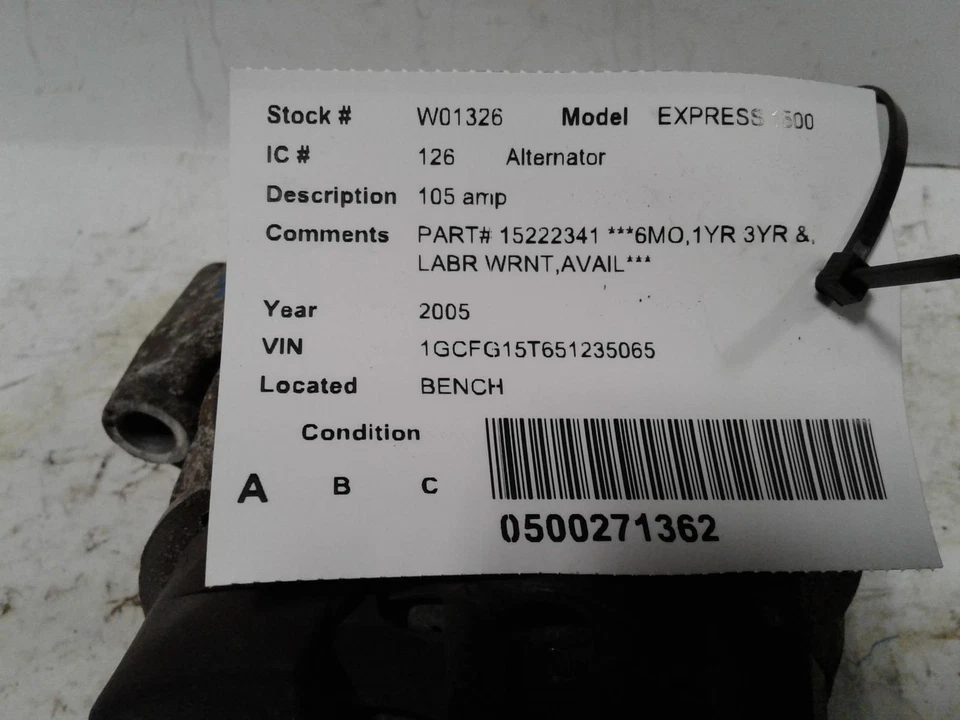 Stock # W01326 Model EXPRESS 1500
IC # 126 Alternator
Description 105 amp
Comments PART# 15222341 ***6MO,1YR 3YR &,
LABR WRNT,AVAIL***
Year 2005
VIN 1GCFG15T651235065
Located BENCH
Condition
A B C
0500271362